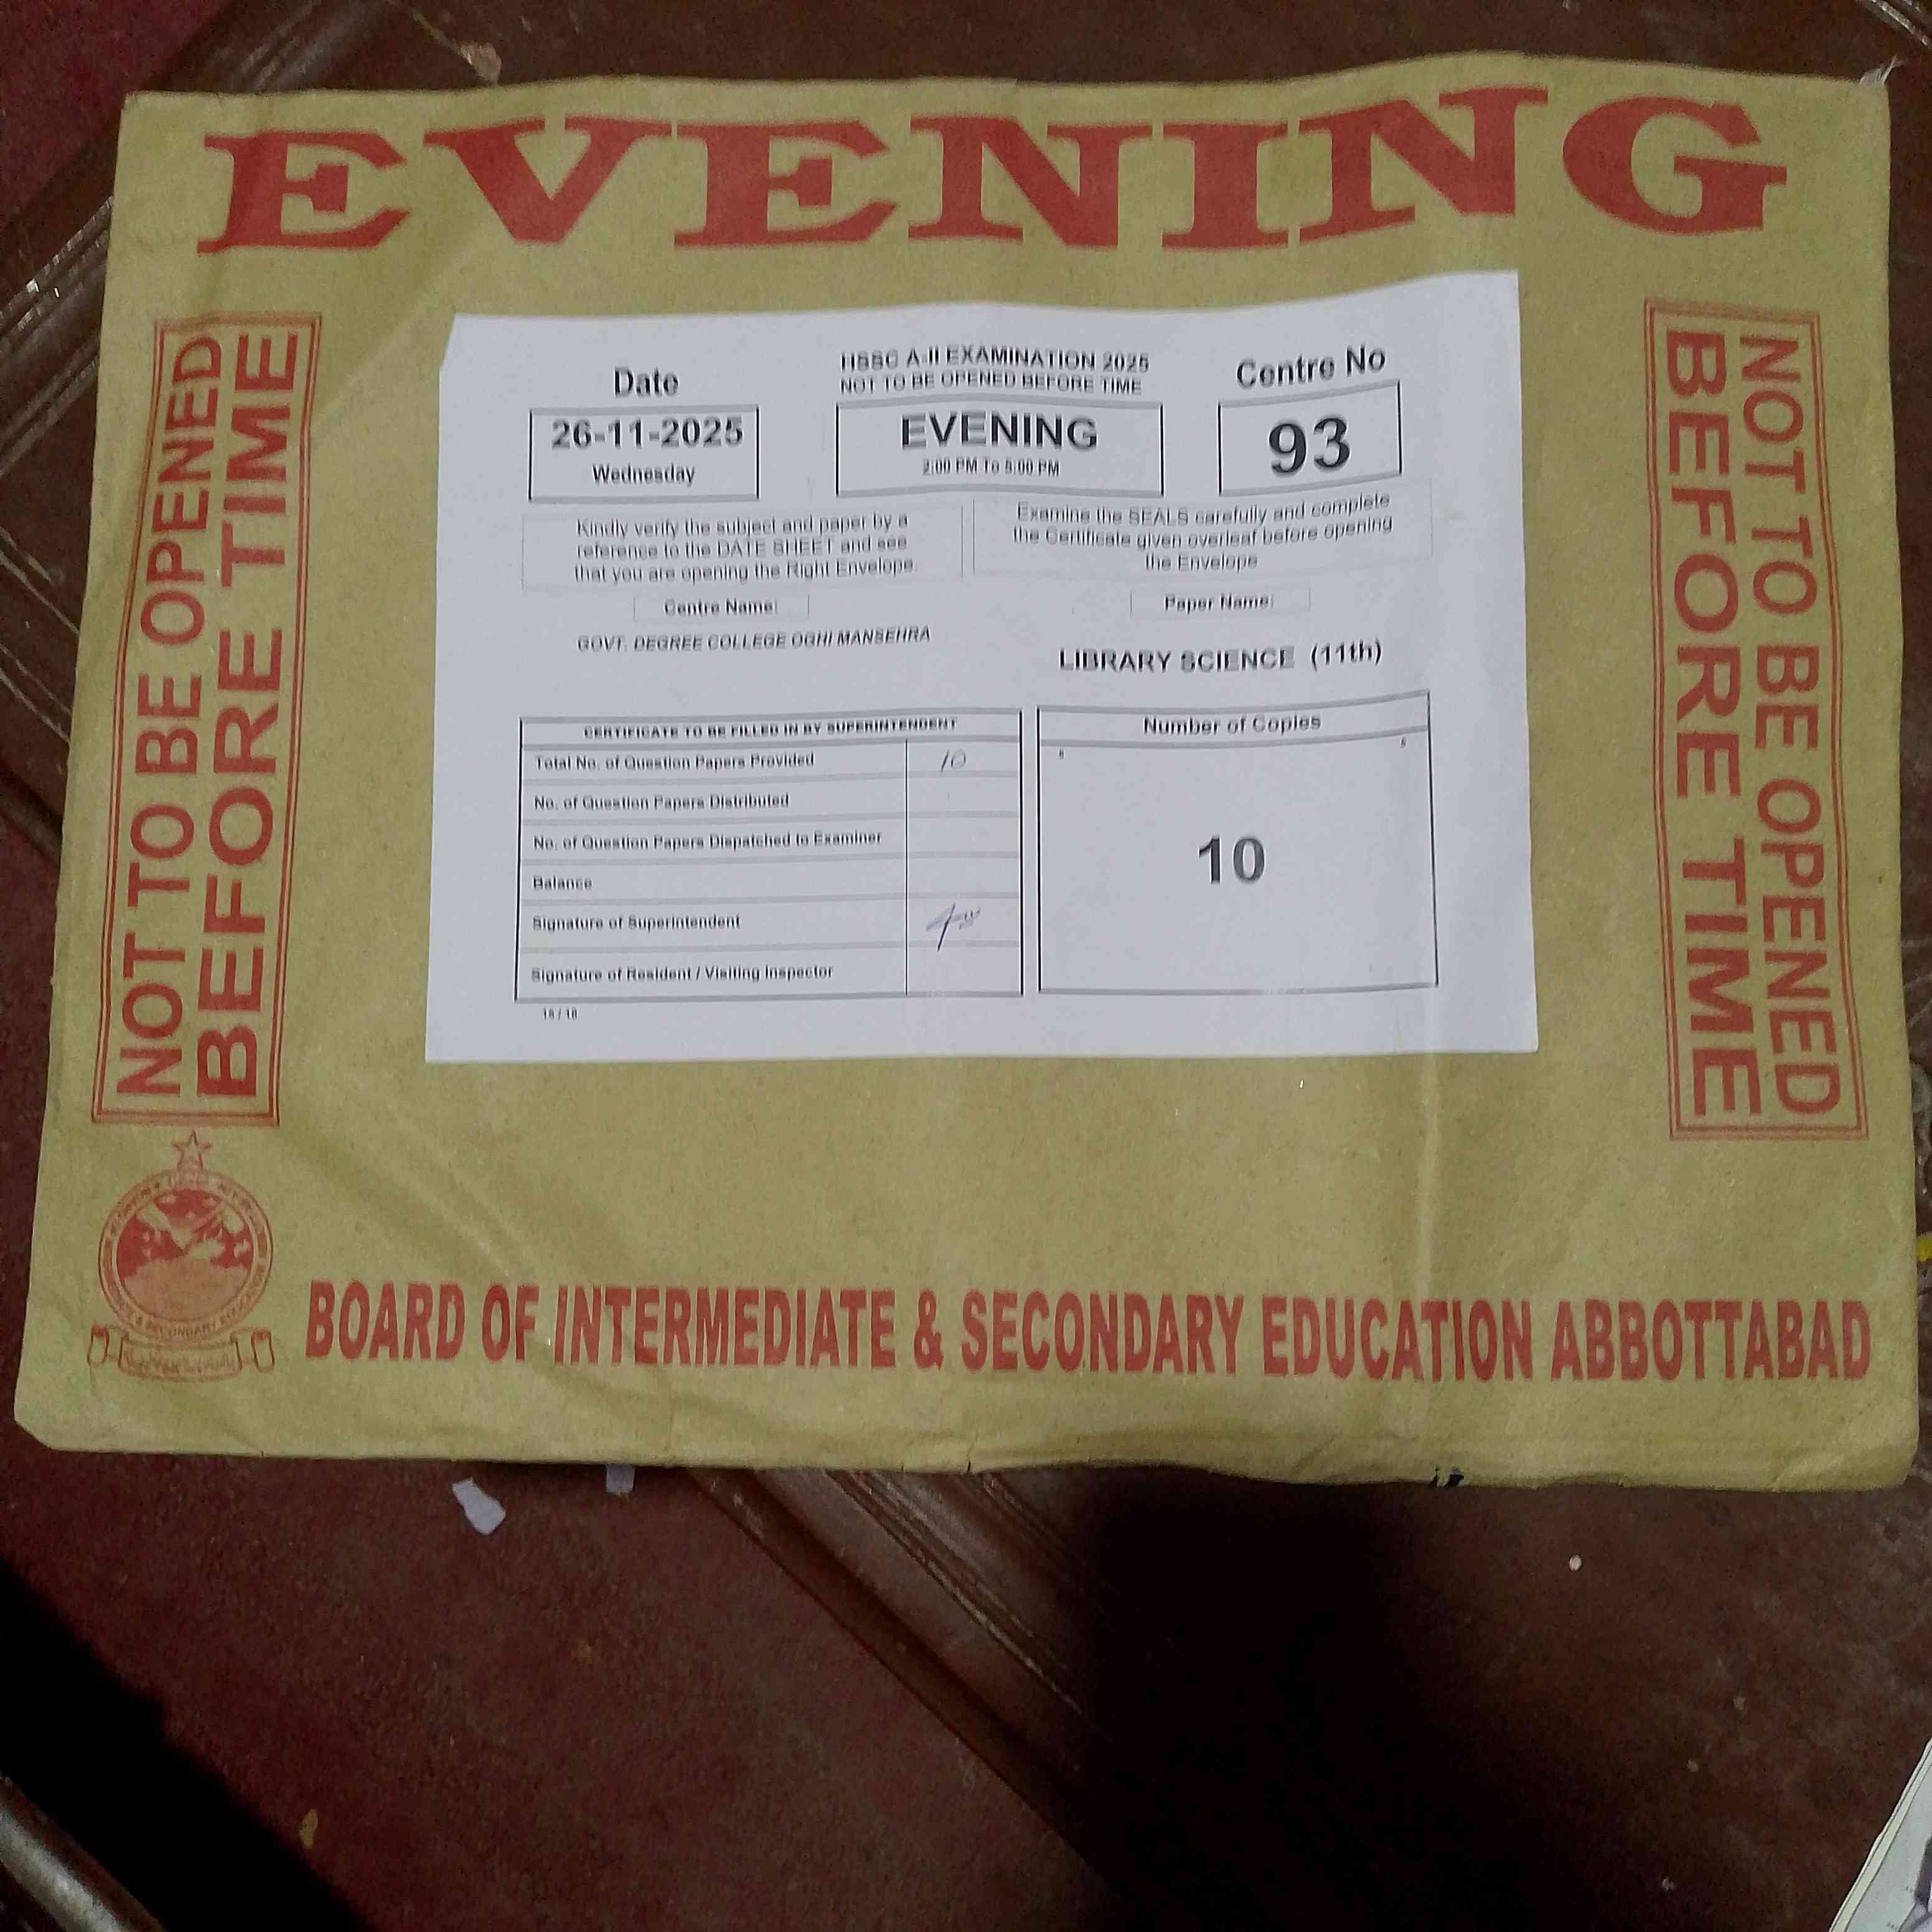 EVENING
NOT TO BE OPENED
BEFORE TIME
NOT TO BE OPENED
BEFORE TIME
Date
26-11-2025
Wednesday
HSSC A-II EXAMINATION 2025
NOT TO BE OPENED BEFORE TIME
EVENING
2:00 PM To 5:00 PM
Centre No
93
Kindly verify the subject and paper by a
reference to the DATE SHEET and see
that you are opening the Right Envelope.
Examine the SEALS carefully and complete
the Certificate given overleaf before opening
the Envelope
Centre Name:
GOVT. DEGREE COLLEGE OGHI MANSEHRA
Paper Name:
LIBRARY SCIENCE (11th)
CERTIFICATE TO BE FILLED IN BY SUPERINTENDENT
Total No. of Question Papers Provided 10
No. of Question Papers Distributed
No. of Question Papers Dispatched to Examiner
Balance
Signature of Superintendent
Signature of Resident / Visiting Inspector
Number of Copies
10
BOARD OF INTERMEDIATE & SECONDARY EDUCATION ABBOTTABAD